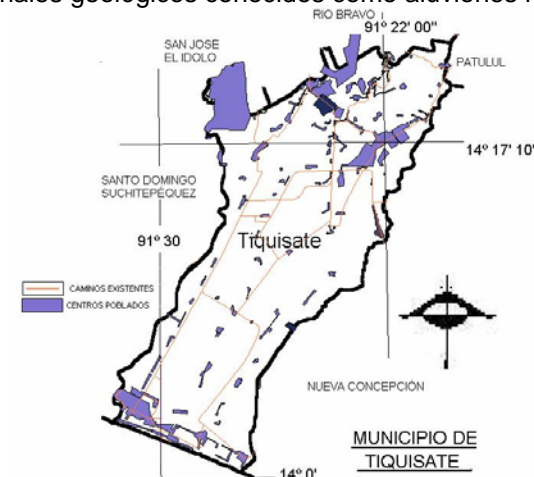 RIO BRAVO
91º 22' 00"
SAN JOSÉ
EL IDOLO
PATULUL
14º 17' 10
SANTO DOMINGO
SUCHITEPÉQUEZ
91º 30
Tiquisate
CAMINOS EXISTENTES
CENTROS POBLADOS
NUEVA CONCEPCIÓN
MUNICIPIO DE
TIQUISATE
14º 0'